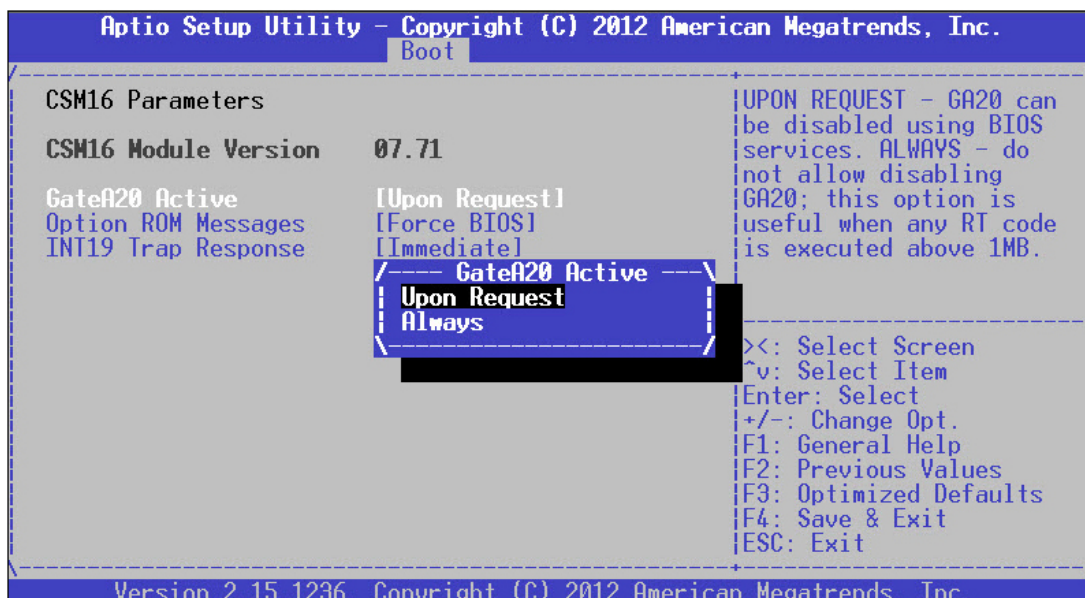 Aptio Setup Utility – Copyright (C) 2012 American Megatrends, Inc.
Boot
CSM16 Parameters
CSM16 Module Version 07.71
GateA20 Active [Upon Request]
Option ROM Messages [Force BIOS]
INT19 Trap Response [Immediate]
GateA20 Active
Upon Request
Always
UPON REQUEST – GA20 can
be disabled using BIOS
services. ALWAYS – do
not allow disabling
GA20; this option is
useful when any RT code
is executed above 1MB.
><: Select Screen
^v: Select Item
Enter: Select
+/-: Change Opt.
F1: General Help
F2: Previous Values
F3: Optimized Defaults
F4: Save & Exit
ESC: Exit
Version 2.15.1236. Copyright (C) 2012 American Megatrends, Inc.